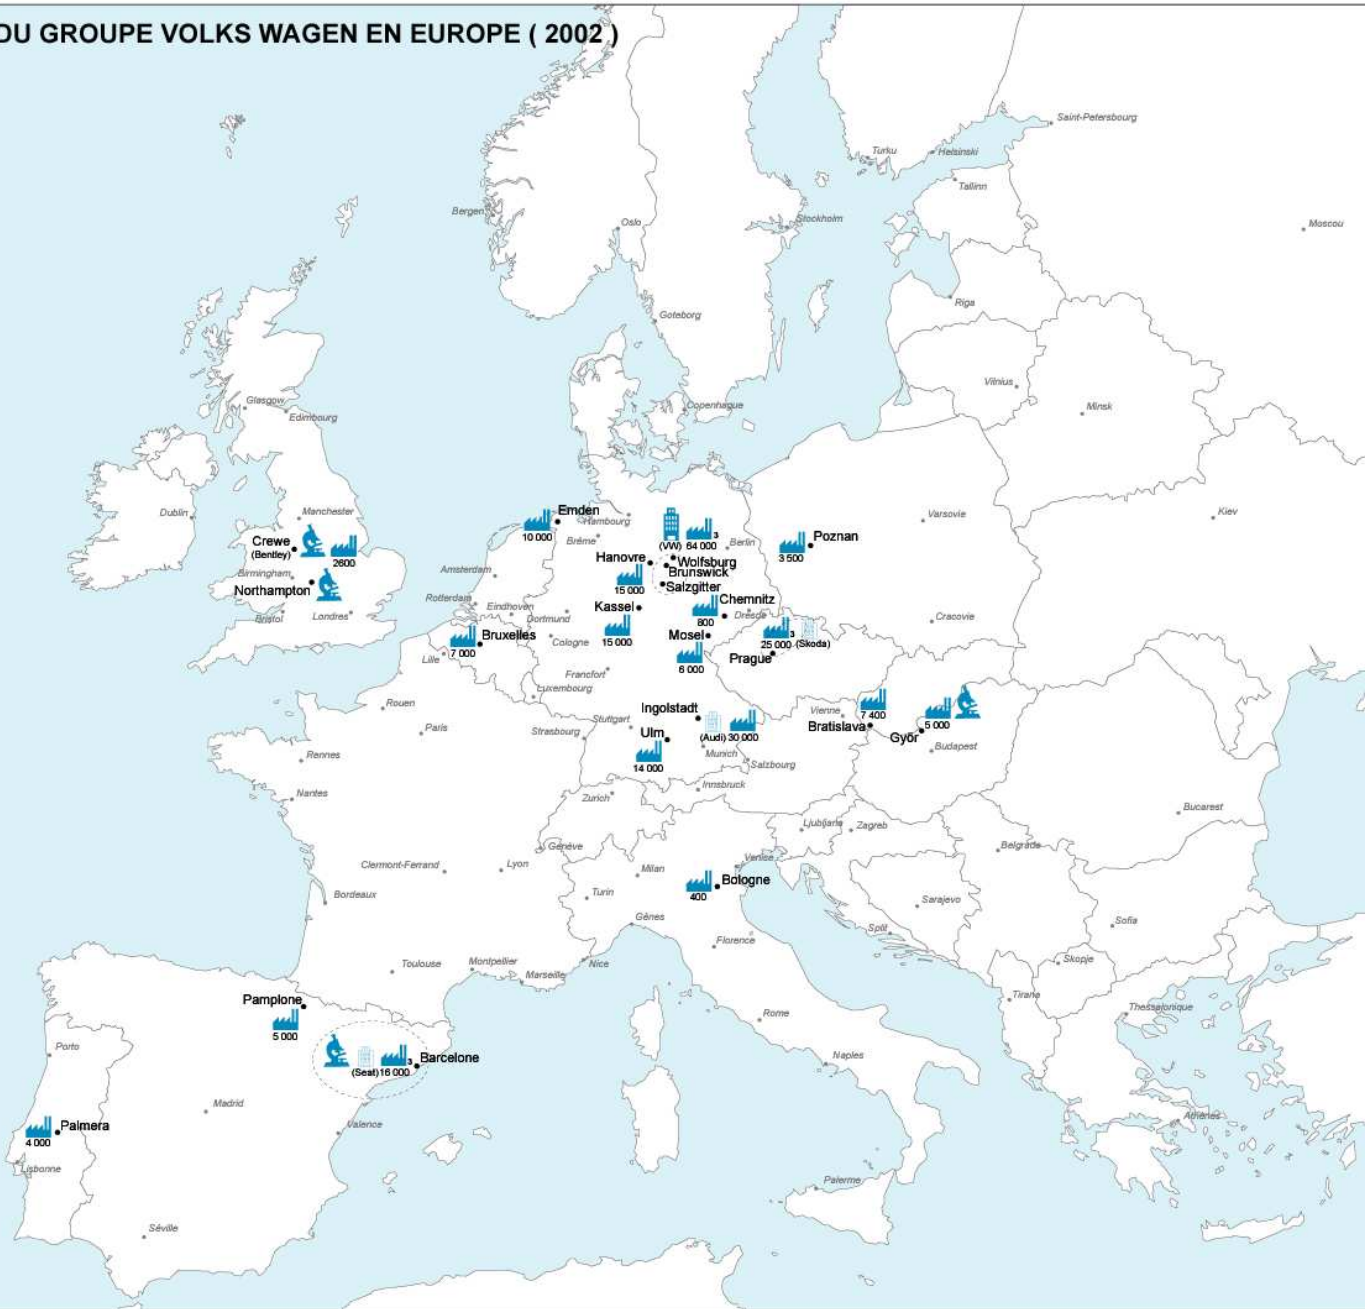 DU GROUPE VOLKS WAGEN EN EUROPE ( 2002 )
Saint-Petersbourg
Turku
Helsinski
Tallinn
Bergen
Oslo
Stockholm
Moscou
Riga
Goteborg
Vilnius
Minsk
Copenhague
Glasgow
Edimbourg
Dublin
Manchester
Crewe
(Bentley)
2600
Birmingham
Northampton
Bristol
Londres
Emden
10 000
Hambourg
Brême
(VW)
64 000
3
Berlin
Poznan
3 500
Varsovie
Kiev
Hanovre
15 000
Wolfsburg
Brunswick
Salzgitter
Amsterdam
Rotterdam
Eindhoven
Dortmund
Kassel
15 000
Chemnitz
800
Dresde
Cologne
Bruxelles
7 000
Lille
Mosel
6 000
25 000
3
(Skoda)
Prague
Cracovie
Francfort
Luxembourg
Rouen
Paris
Strasbourg
Stuttgart
Ingolstadt
(Audi)
30 000
Ulm
14 000
Munich
Salzbourg
Vienne
7 400
Bratislava
5 000
Györ
Budapest
Rennes
Nantes
Zurich
Innsbruck
Ljubljana
Zagreb
Bucarest
Belgrade
Genève
Clermont-Ferrand
Lyon
Milan
Venise
Turin
Bologne
400
Bordeaux
Sarajevo
Gênes
Florence
Split
Sofia
Skopje
Toulouse
Montpellier
Marseille
Nice
Tirane
Thessalonique
Pamplone
5 000
Rome
Porto
(Seat)
16 000
3
Barcelone
Naples
Madrid
Palmera
4 000
Valence
Athènes
Lisbonne
Palerme
Séville